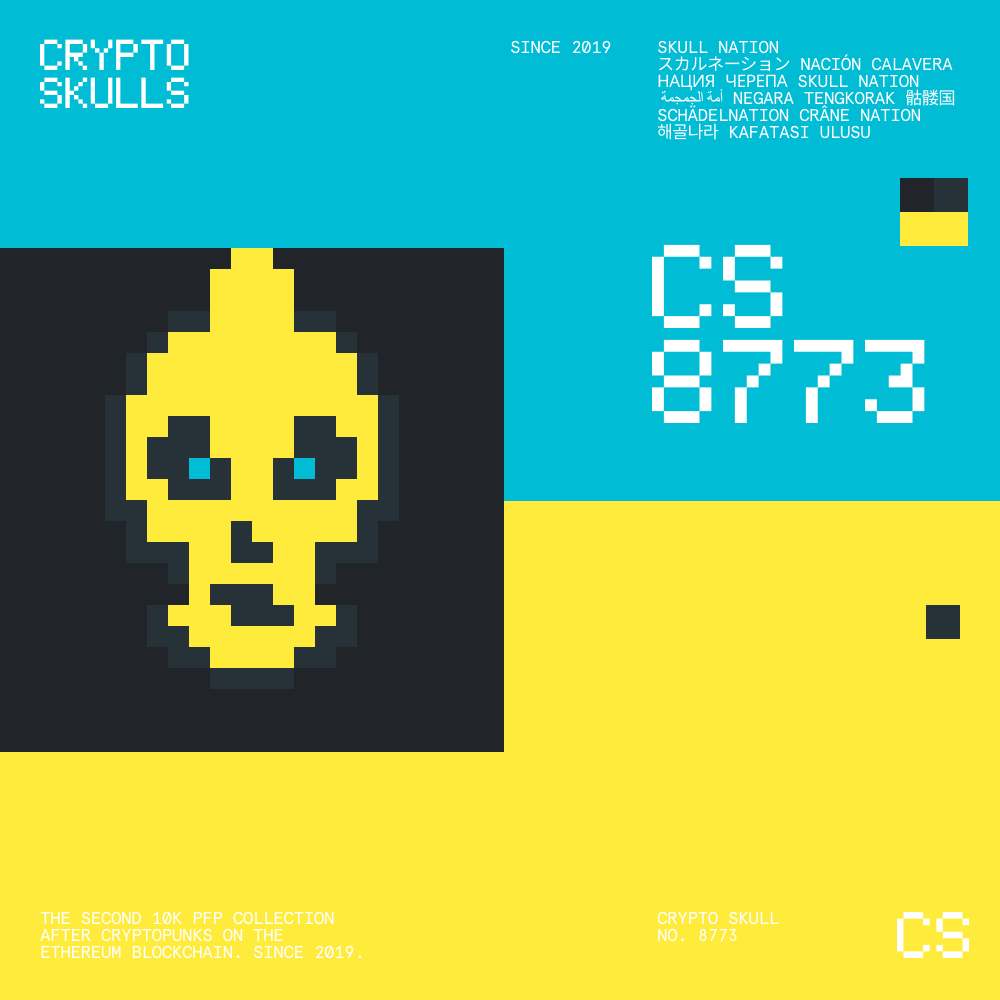 CRYPTO
SKULLS
SINCE 2019
SKULL NATION
スカルネーション NACIÓN CALAVERA
НАЦИЯ ЧЕРЕПА SKULL NATION
أمة الجمجمة NEGARA TENGKORAK 骷髅国
SCHÄDELNATION CRÂNE NATION
해골나라 KAFATASI ULUSU
CS
8773
THE SECOND 10K PFP COLLECTION
AFTER CRYPTOPUNKS ON THE
ETHEREUM BLOCKCHAIN. SINCE 2019.
CRYPTO SKULL
NO. 8773
CS